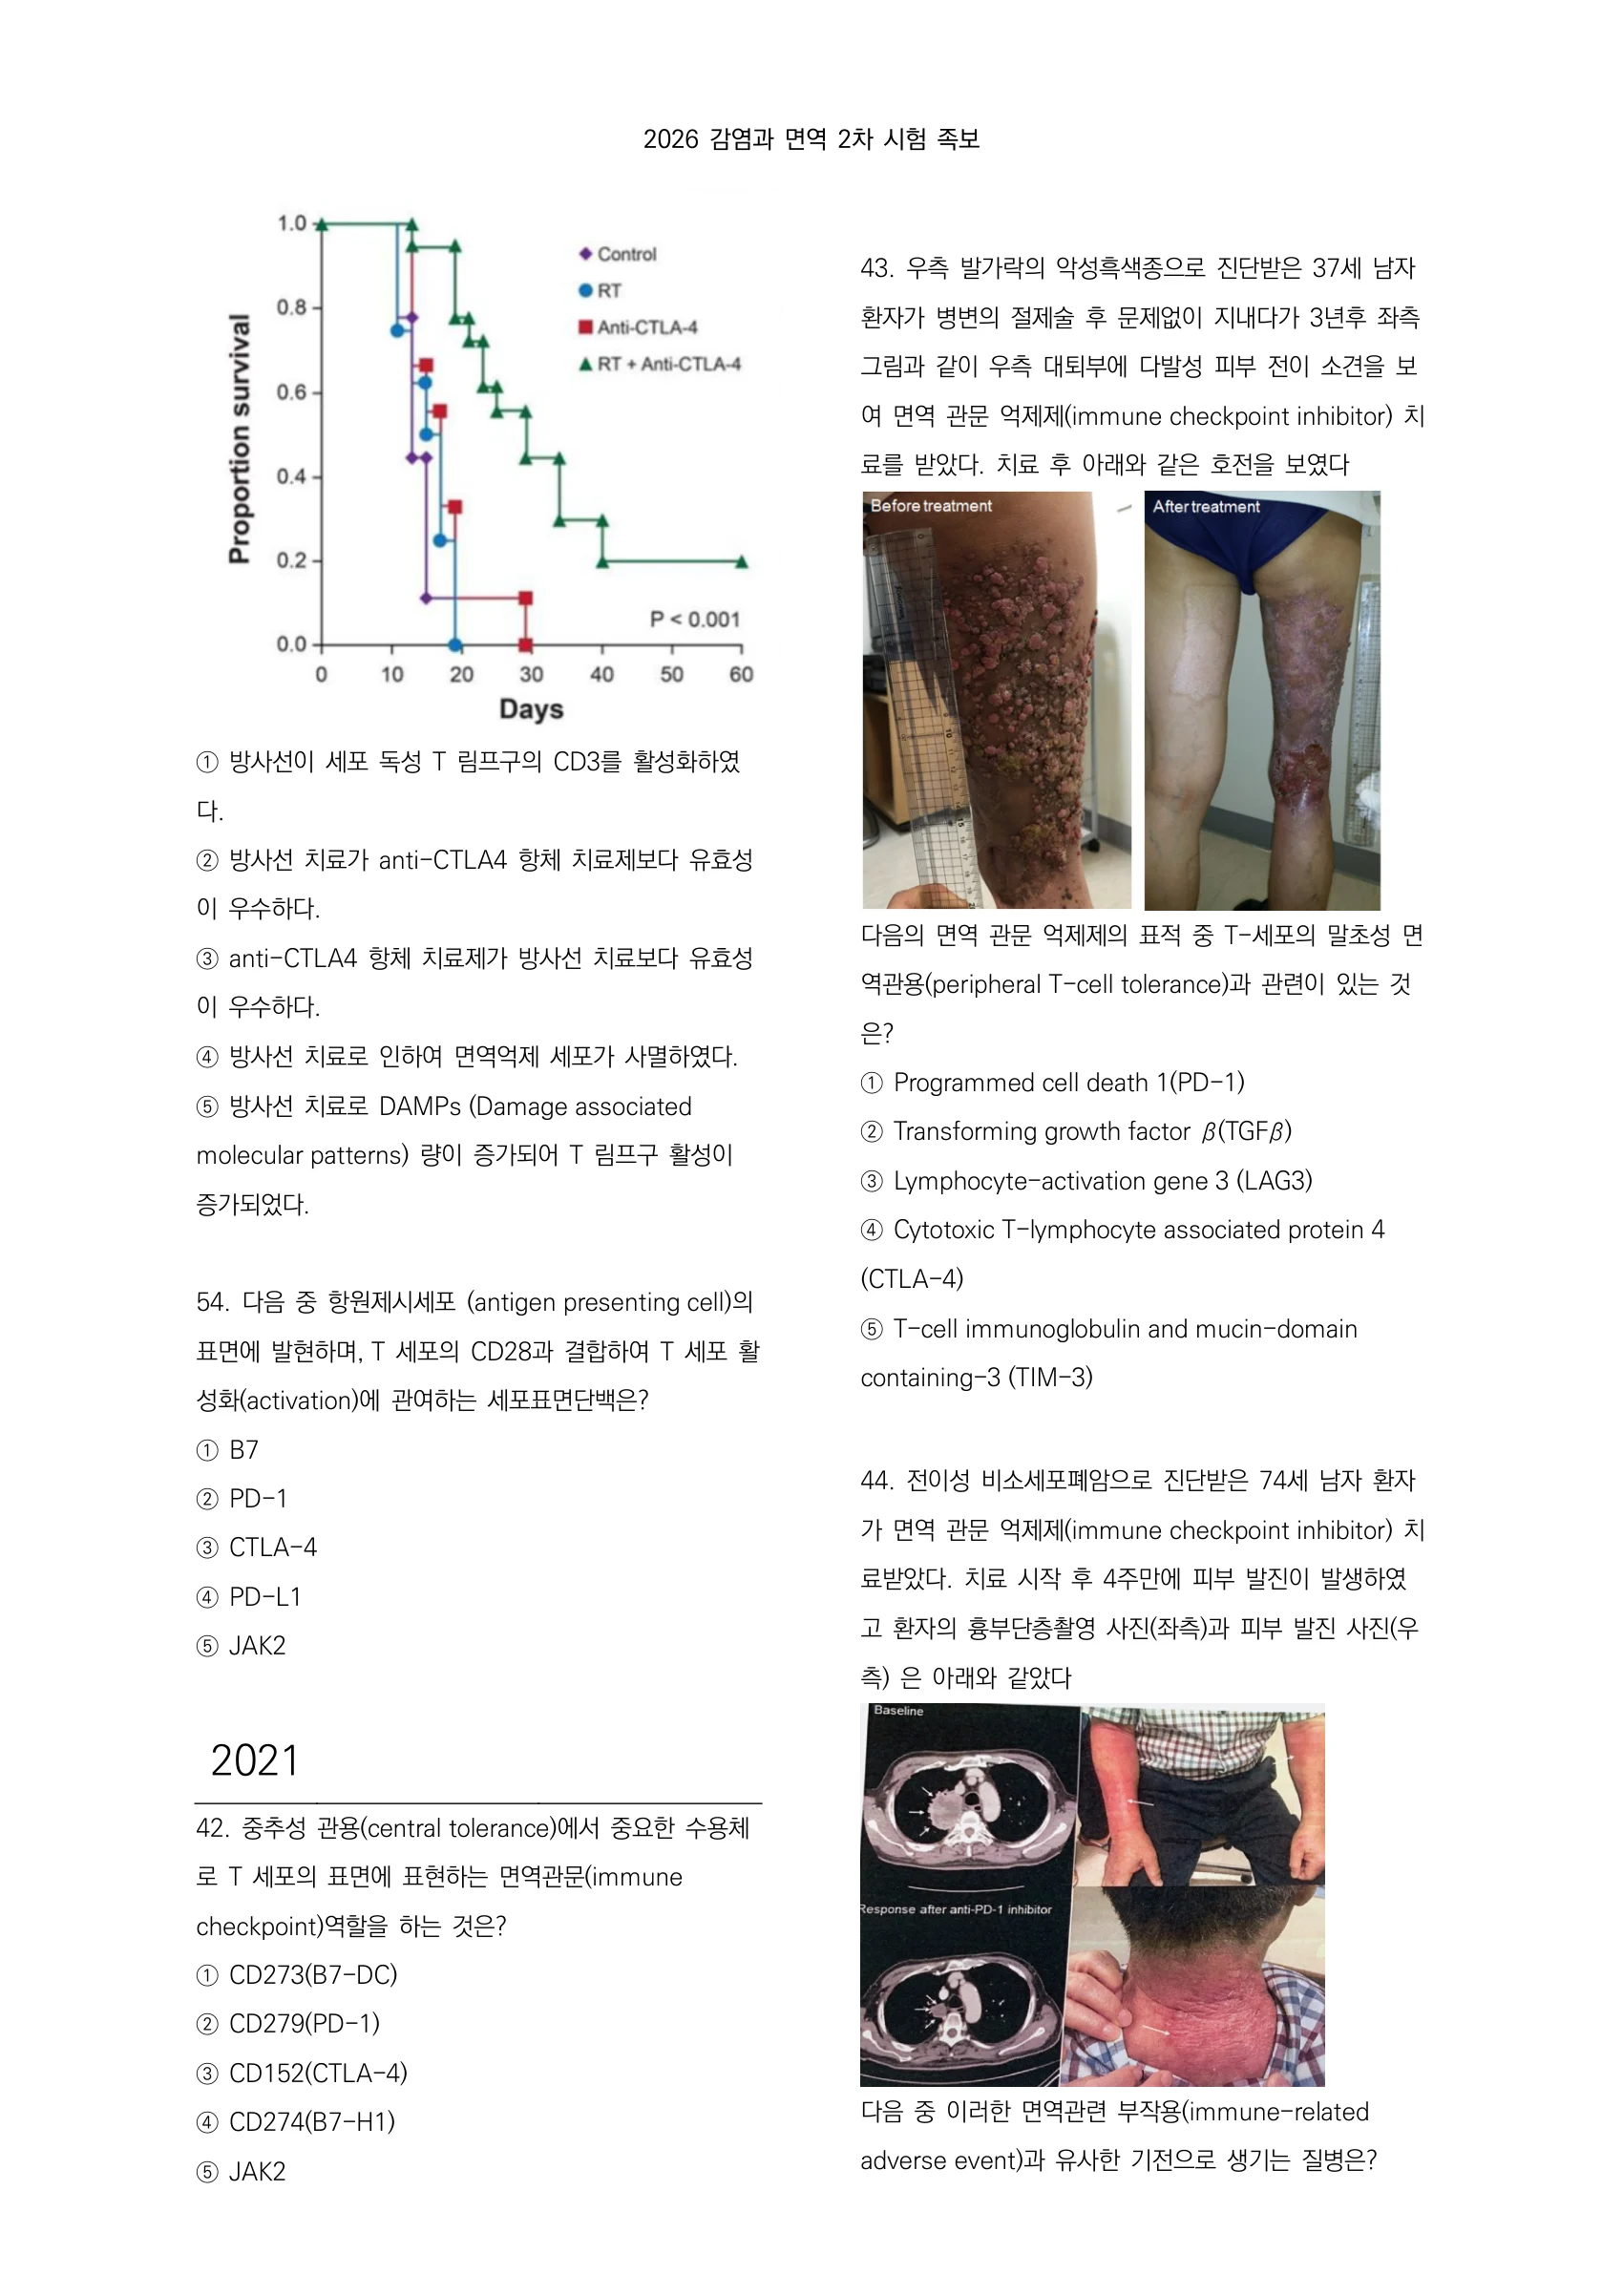 2026 감염과 면역 2차 시험 족보
1.0
0.8
0.6
0.4
0.2
0.0
Proportion survival
Control
RT
Anti-CTLA-4
RT + Anti-CTLA-4
P < 0.001
0 10 20 30 40 50 60
Days
① 방사선이 세포 독성 T 림프구의 CD3를 활성화하였
다.
② 방사선 치료가 anti-CTLA4 항체 치료제보다 유효성
이 우수하다.
③ anti-CTLA4 항체 치료제가 방사선 치료보다 유효성
이 우수하다.
④ 방사선 치료로 인하여 면역억제 세포가 사멸하였다.
⑤ 방사선 치료로 DAMPs (Damage associated
molecular patterns) 량이 증가되어 T 림프구 활성이
증가되었다.
54. 다음 중 항원제시세포 (antigen presenting cell)의
표면에 발현하며, T 세포의 CD28과 결합하여 T 세포 활
성화(activation)에 관여하는 세포표면단백은?
① B7
② PD-1
③ CTLA-4
④ PD-L1
⑤ JAK2
2021
42. 중추성 관용(central tolerance)에서 중요한 수용체
로 T 세포의 표면에 표현하는 면역관문(immune
checkpoint)역할을 하는 것은?
① CD273(B7-DC)
② CD279(PD-1)
③ CD152(CTLA-4)
④ CD274(B7-H1)
⑤ JAK2
43. 우측 발가락의 악성흑색종으로 진단받은 37세 남자
환자가 병변의 절제술 후 문제없이 지내다가 3년후 좌측
그림과 같이 우측 대퇴부에 다발성 피부 전이 소견을 보
여 면역 관문 억제제(immune checkpoint inhibitor) 치
료를 받았다. 치료 후 아래와 같은 호전을 보였다
Before treatment
After treatment
다음의 면역 관문 억제제의 표적 중 T-세포의 말초성 면
역관용(peripheral T-cell tolerance)과 관련이 있는 것
은?
① Programmed cell death 1(PD-1)
② Transforming growth factor β(TGFβ)
③ Lymphocyte-activation gene 3 (LAG3)
④ Cytotoxic T-lymphocyte associated protein 4
(CTLA-4)
⑤ T-cell immunoglobulin and mucin-domain
containing-3 (TIM-3)
44. 전이성 비소세포폐암으로 진단받은 74세 남자 환자
가 면역 관문 억제제(immune checkpoint inhibitor) 치
료받았다. 치료 시작 후 4주만에 피부 발진이 발생하였
고 환자의 흉부단층촬영 사진(좌측)과 피부 발진 사진(우
측) 은 아래와 같았다
Baseline
Response after anti-PD-1 inhibitor
다음 중 이러한 면역관련 부작용(immune-related
adverse event)과 유사한 기전으로 생기는 질병은?